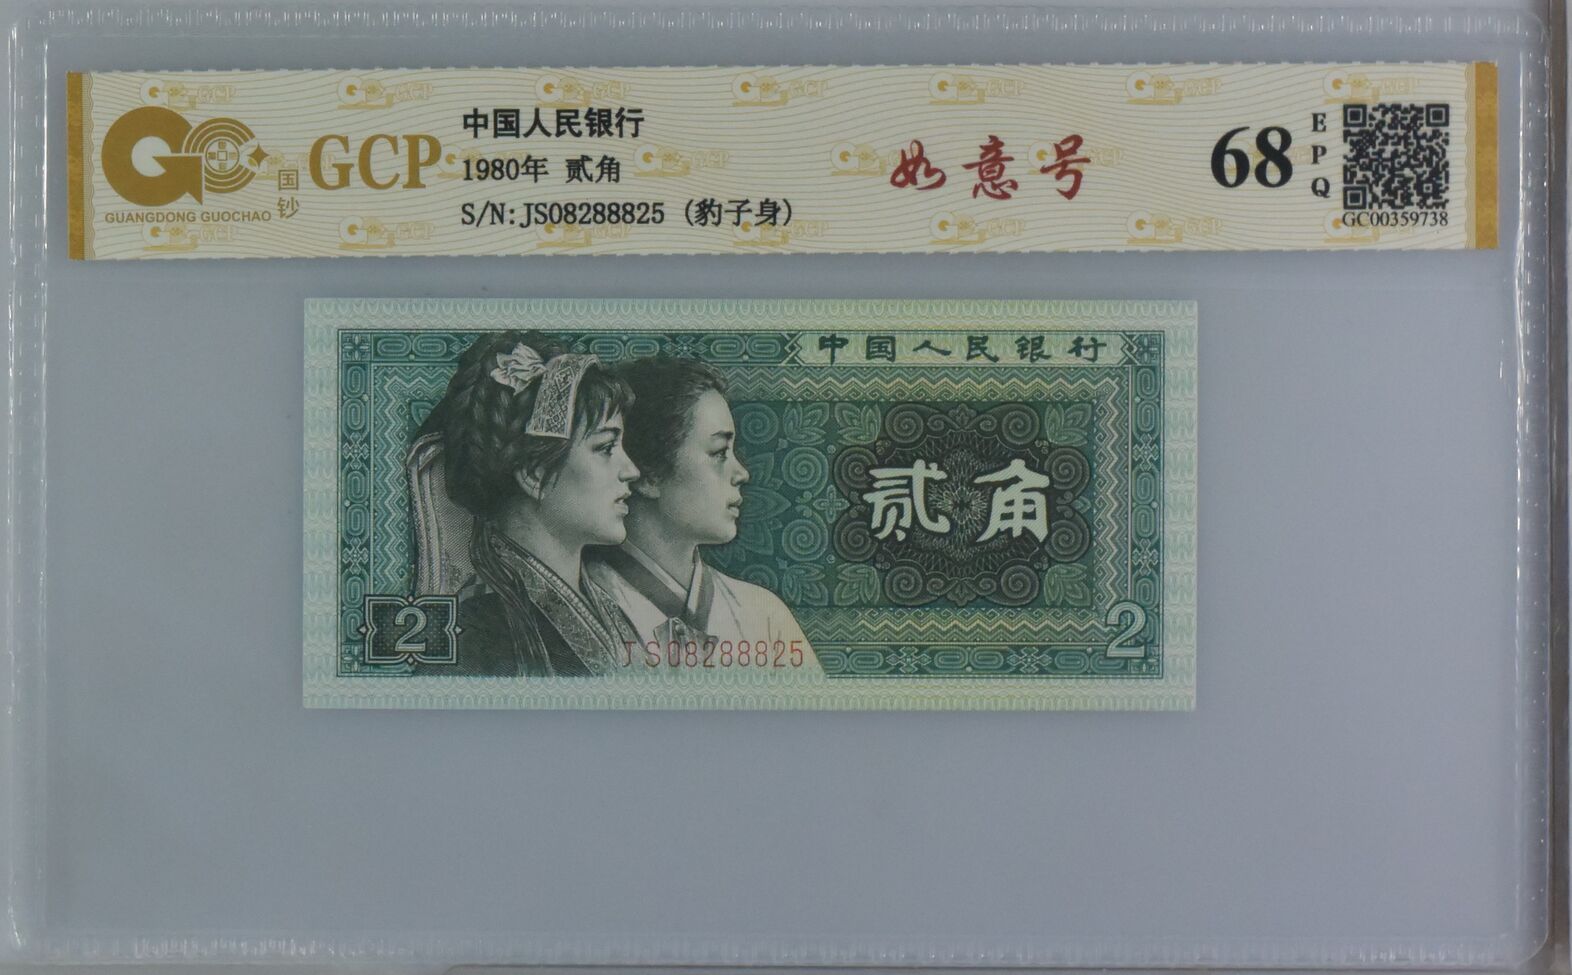 GCP
国钞
GUANGDONG GUOCHAO
中国人民银行
1980年 贰角
S/N:JS08288825 (豹子身)
如意号
68
EPQ
GC00359738
中国人民银行
贰角
2
2
JS08288825